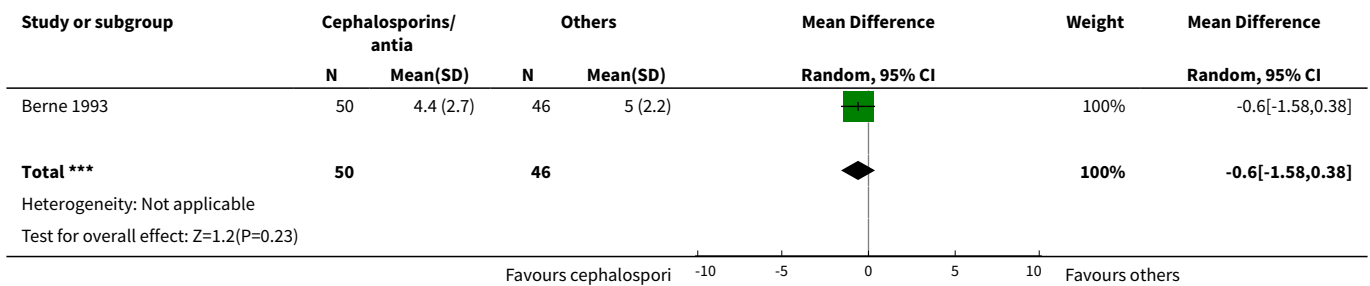 Study or subgroup Cephalosporins/ Others Mean Difference Weight Mean Difference
antia
N Mean(SD) N Mean(SD) Random, 95% CI Random, 95% CI
Berne 1993 50 4.4 (2.7) 46 5 (2.2) 100% -0.6[-1.58,0.38]
Total *** 50 46 100% -0.6[-1.58,0.38]
Heterogeneity: Not applicable
Test for overall effect: Z=1.2(P=0.23)
Favours cephalospori -10 -5 0 5 10 Favours others